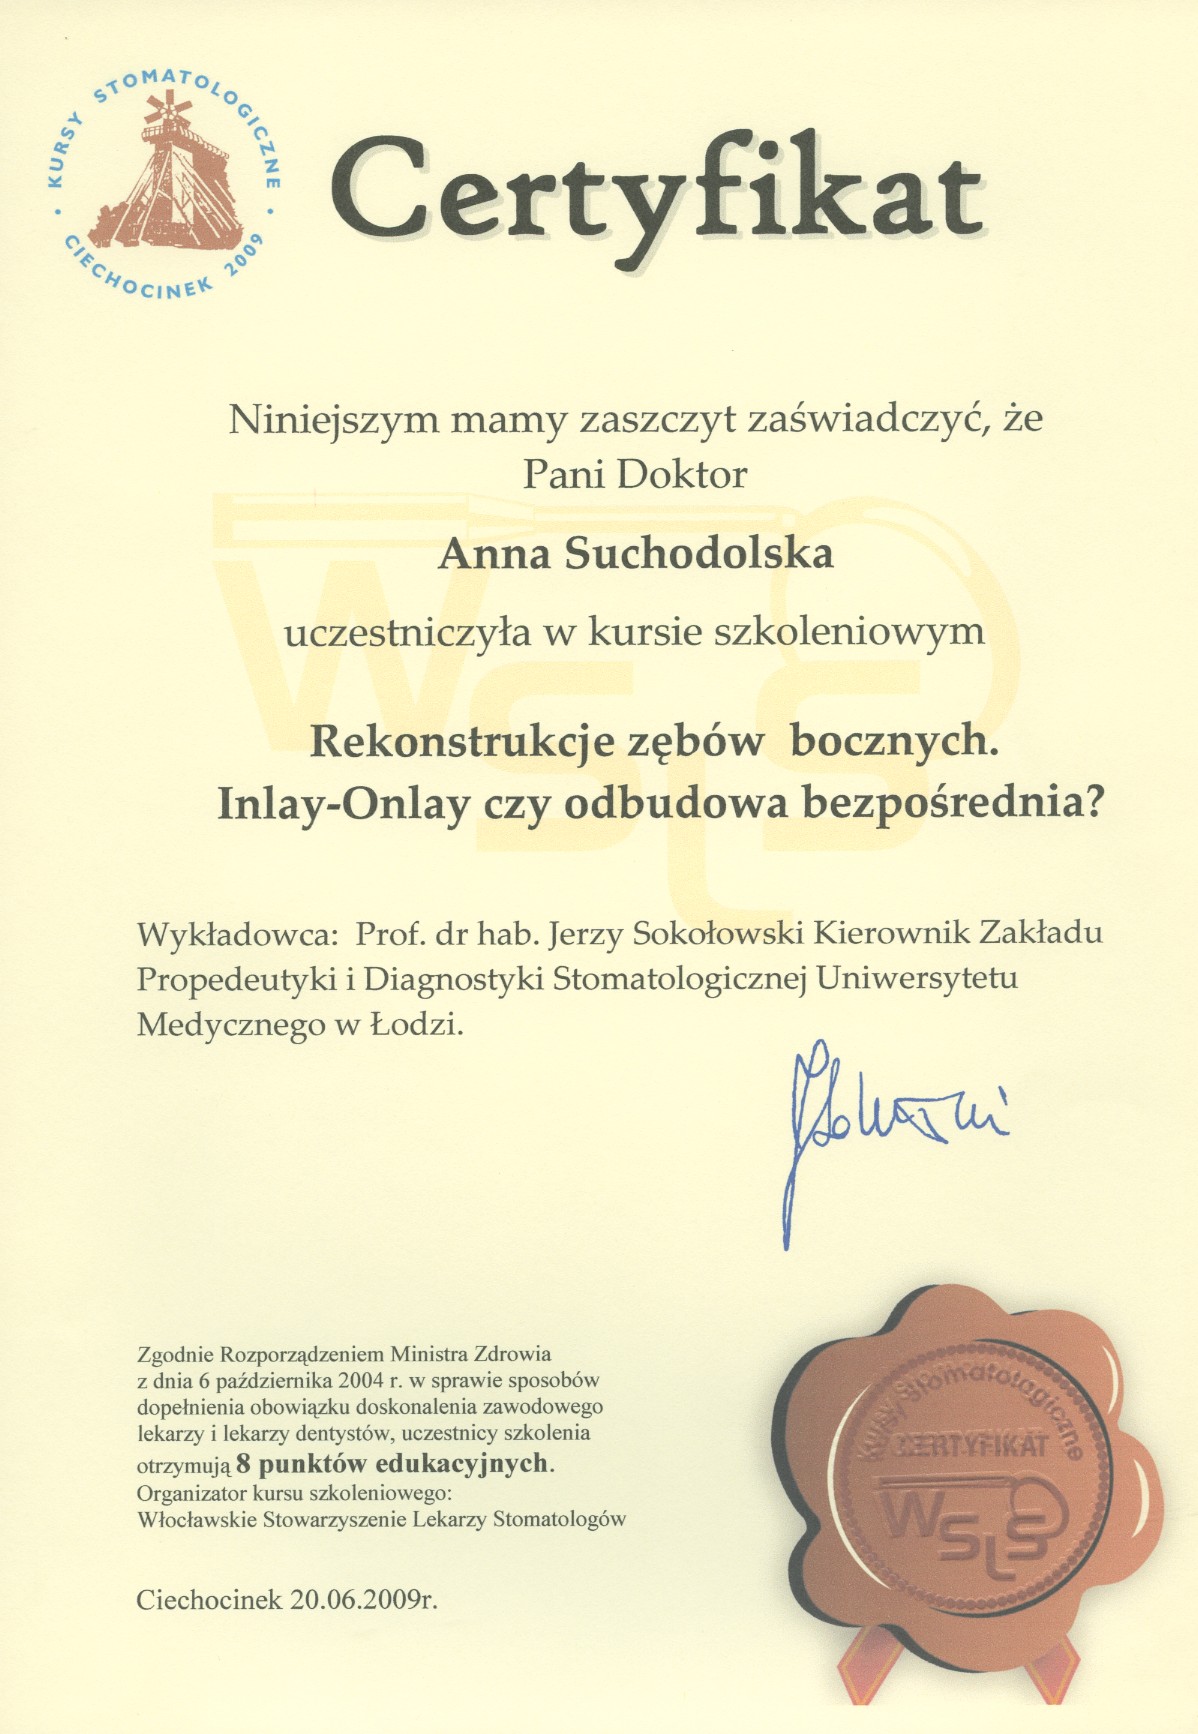 KURSY STOMATOLOGICZNE
CIECHOCINEK 2009
Certyfikat
Niniejszym mamy zaszczyt zaświadczyć, że
Pani Doktor
Anna Suchodolska
uczestniczyła w kursie szkoleniowym
Rekonstrukcje zębów bocznych.
Inlay-Onlay czy odbudowa bezpośrednia?
WSLS
Wykładowca: Prof. dr hab. Jerzy Sokołowski Kierownik Zakładu
Propedeutyki i Diagnostyki Stomatologicznej Uniwersytetu
Medycznego w Łodzi.
Zgodnie Rozporządzeniem Ministra Zdrowia
z dnia 6 października 2004 r. w sprawie sposobów
dopełnienia obowiązku doskonalenia zawodowego
lekarzy i lekarzy dentystów, uczestnicy szkolenia
otrzymują 8 punktów edukacyjnych.
Organizator kursu szkoleniowego:
Włocławskie Stowarzyszenie Lekarzy Stomatologów
Ciechocinek 20.06.2009r.
Kursy Stomatologiczne
CERTYFIKAT
WSLS